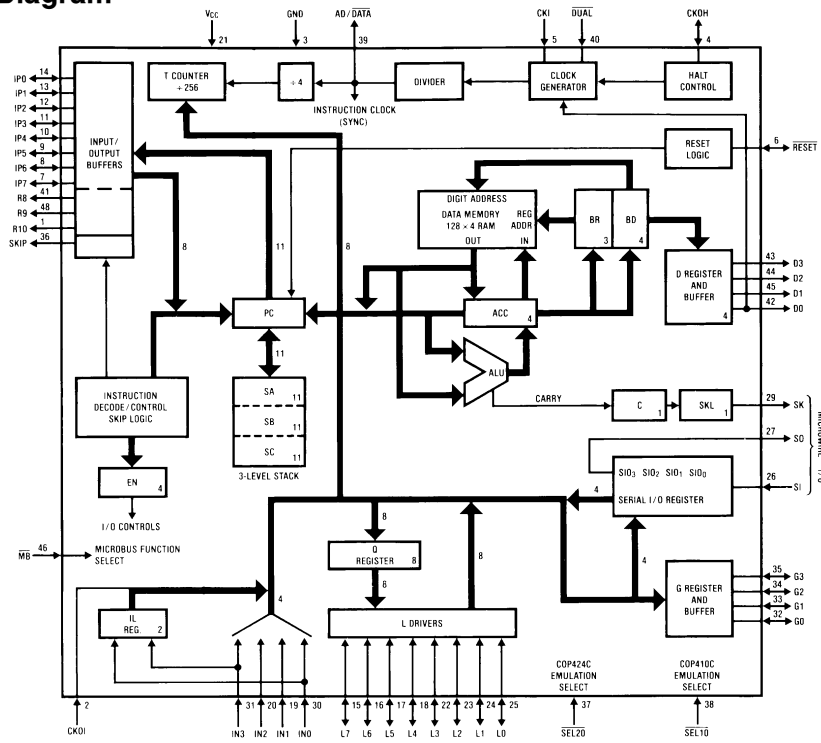 Diagram
VCC GND AD/DATA CKI DUAL CKOH
21 3 39 5 40 4
IP0 14
IP1 13
IP2 12
IP3 11
IP4 10
IP5 9
IP6 8
IP7 7
R8 41
R9 48
R10 1
SKIP 36
INPUT/
OUTPUT
BUFFERS
T COUNTER
÷256
÷4
DIVIDER
CLOCK
GENERATOR
HALT
CONTROL
INSTRUCTION CLOCK
(SYNC)
RESET
LOGIC
6 RESET
8
11
8
DIGIT ADDRESS
DATA MEMORY
128 × 4 RAM
REG
ADDR
OUT IN
BR
3
BD
4
D REGISTER
AND
BUFFER
4
43 D3
44 D2
45 D1
42 D0
PC
11
ACC
4
ALU
CARRY
C
1
SKL
1
29 SK
27 SO
26 SI
INSTRUCTION
DECODE/CONTROL
SKIP LOGIC
SA
11
SB
11
SC
11
3-LEVEL STACK
EN
4
I/O CONTROLS
SIO3 SIO2 SIO1 SIO0
SERIAL I/O REGISTER
4
4
MB 46
MICROBUS FUNCTION
SELECT
8
Q
REGISTER 8
8
8
G REGISTER
AND
BUFFER
35 G3
34 G2
33 G1
32 G0
IL
REG. 2
4
L DRIVERS
COP424C
EMULATION
SELECT
COP410C
EMULATION
SELECT
2 31 20 19 30 15 16 17 18 22 23 24 25 37 38
CKOI IN3 IN2 IN1 IN0 L7 L6 L5 L4 L3 L2 L1 L0 SEL20 SEL10